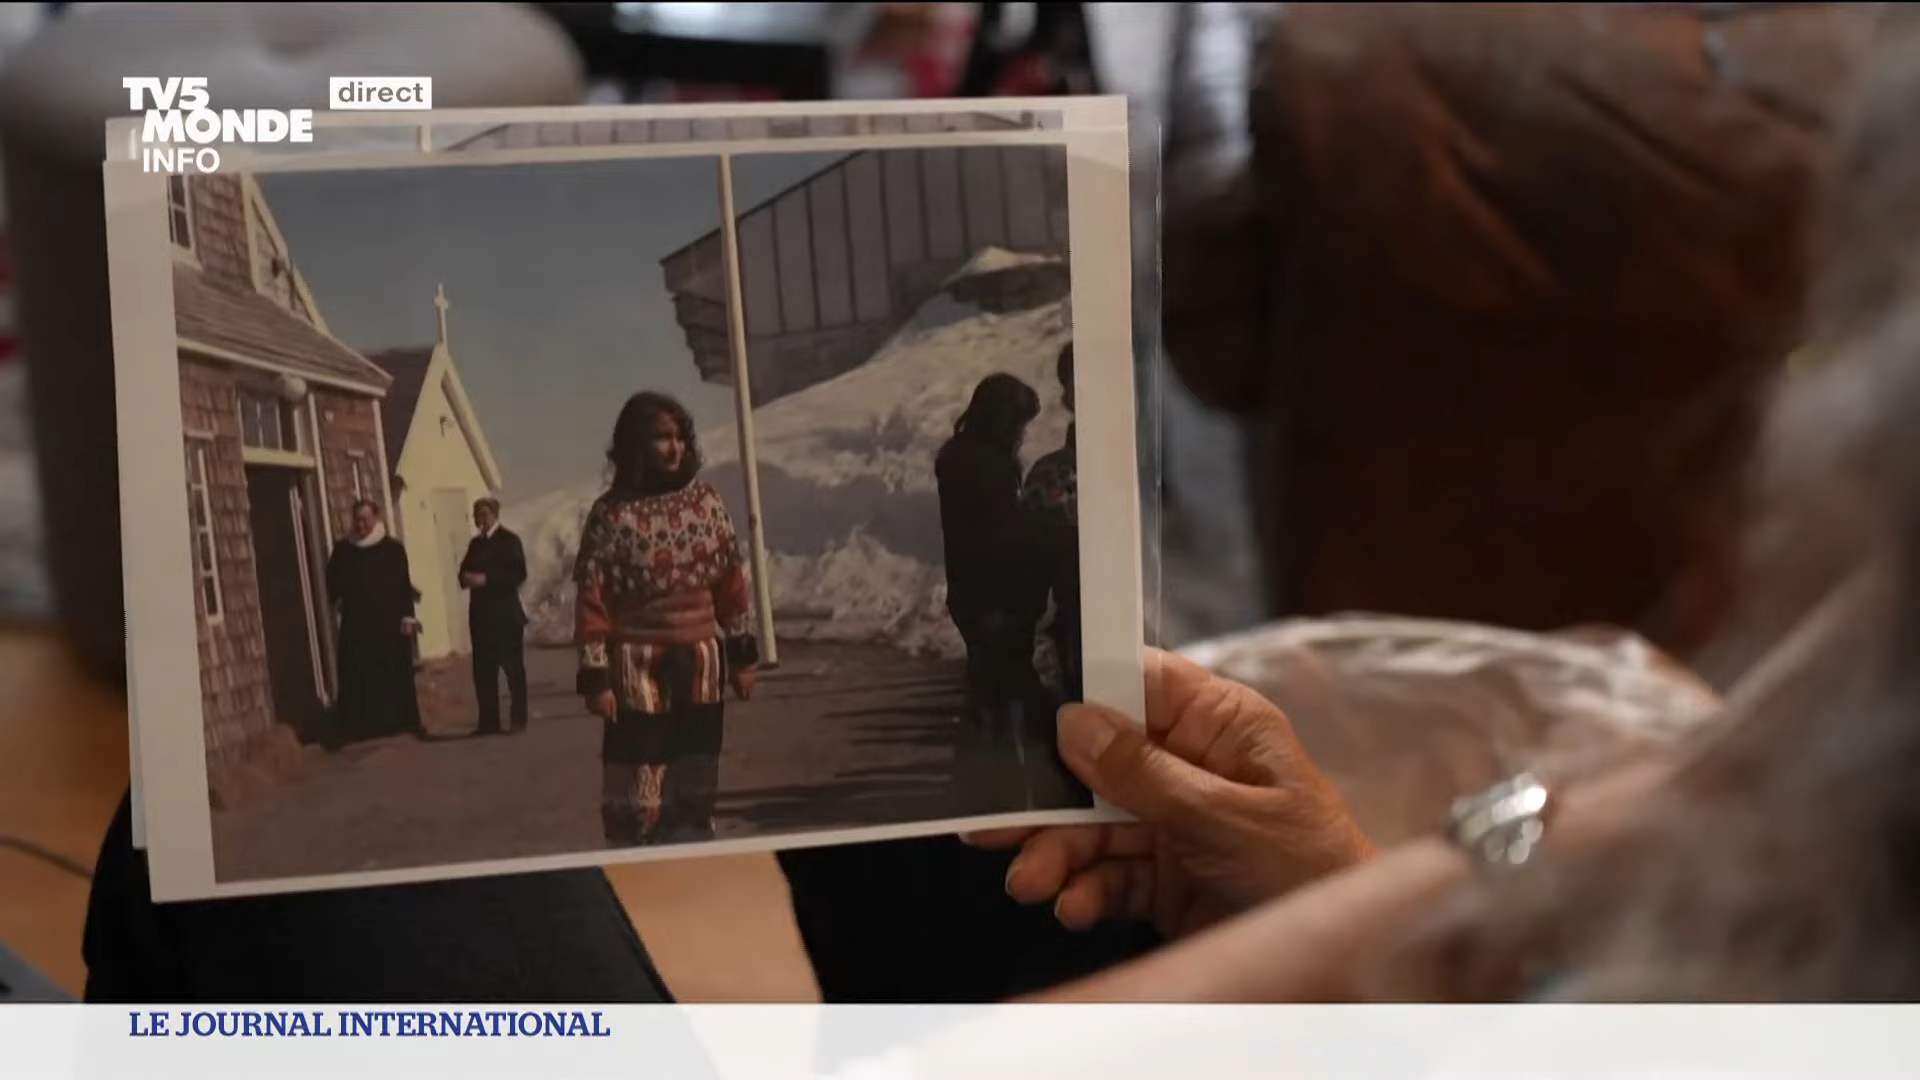 TV5
MONDE
INFO
direct
LE JOURNAL INTERNATIONAL